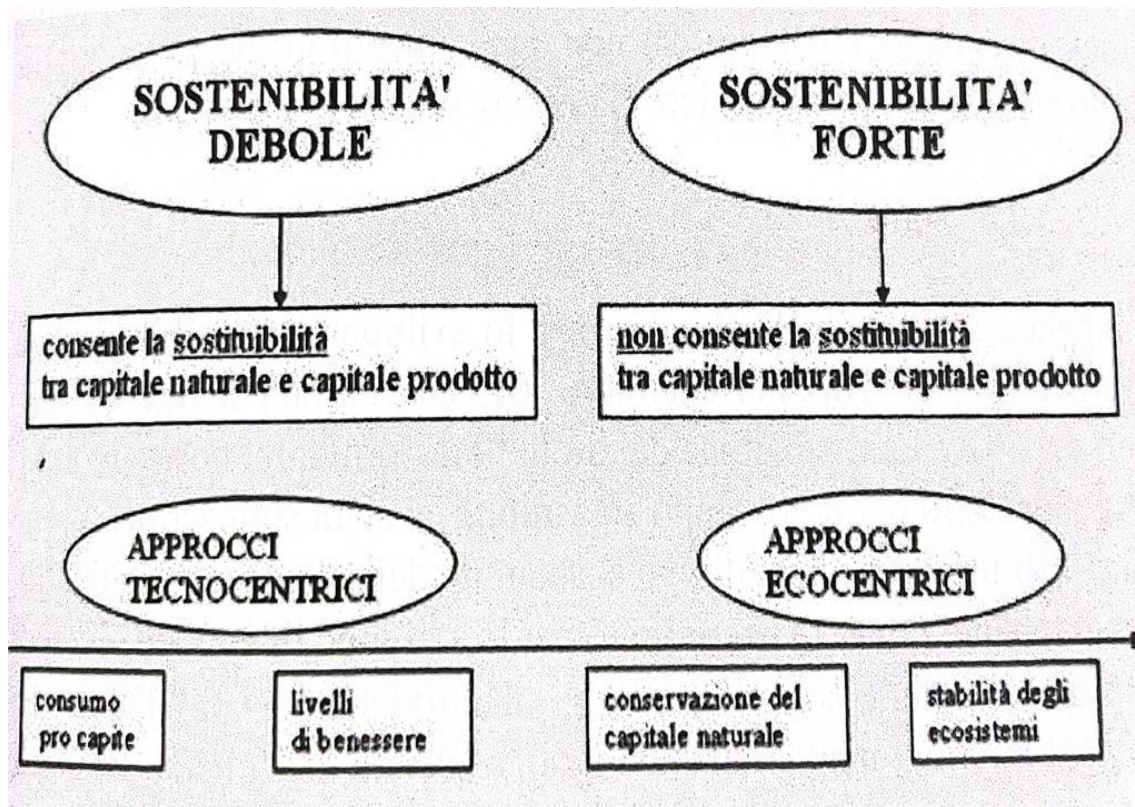 SOSTENIBILITA'
DEBOLE
SOSTENIBILITA'
FORTE
consente la sostituibilità
tra capitale naturale e capitale prodotto
non consente la sostituibilità
tra capitale naturale e capitale prodotto
APPROCCI
TECNOCENTRICI
APPROCCI
ECOCENTRICI
consumo
pro capite
livelli
di benessere
conservazione del
capitale naturale
stabilità degli
ecosistemi